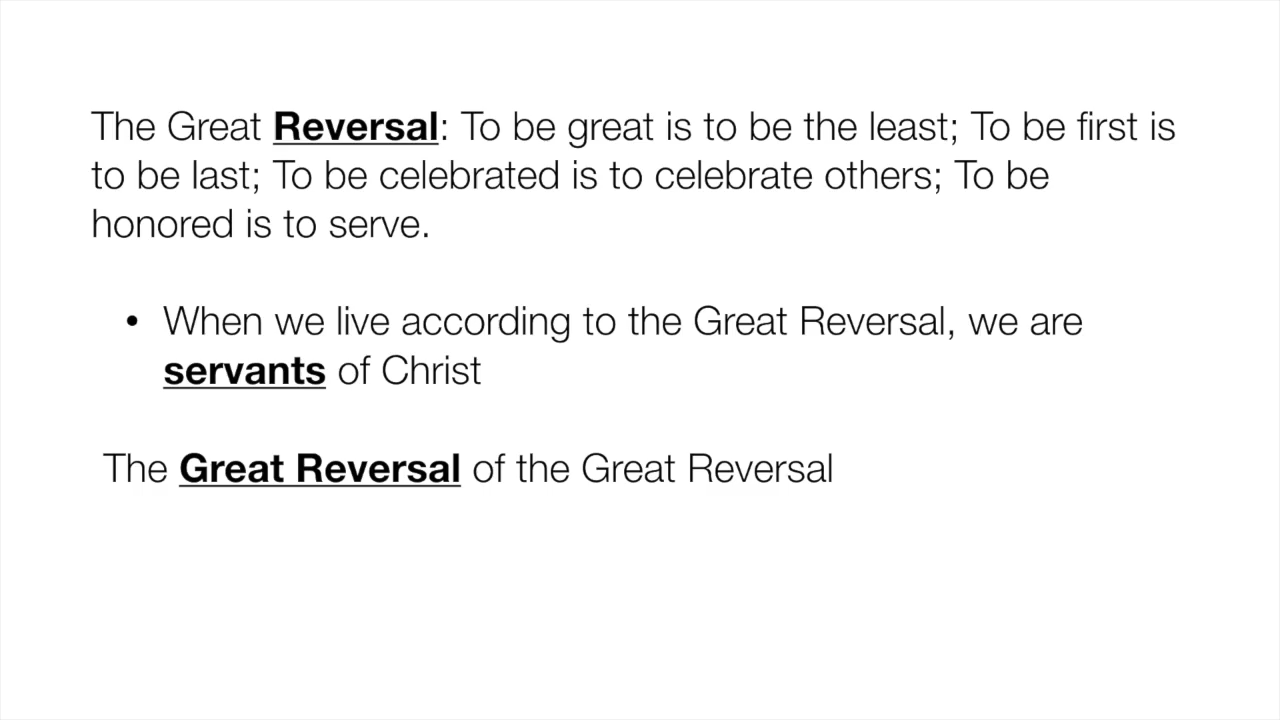 The Great Reversal: To be great is to be the least; To be first is
to be last; To be celebrated is to celebrate others; To be
honored is to serve.
• When we live according to the Great Reversal, we are
servants of Christ
The Great Reversal of the Great Reversal